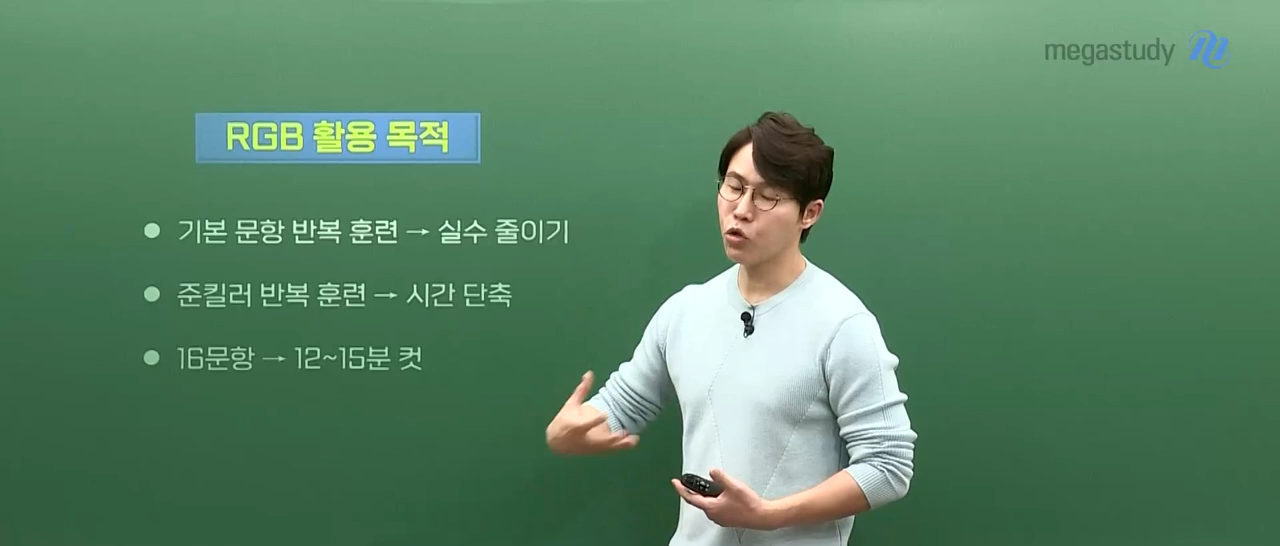 megastudy
RGB 활용 목적
기본 문항 반복 훈련 → 실수 줄이기
준킬러 반복 훈련 → 시간 단축
16문항 → 12~15분 컷